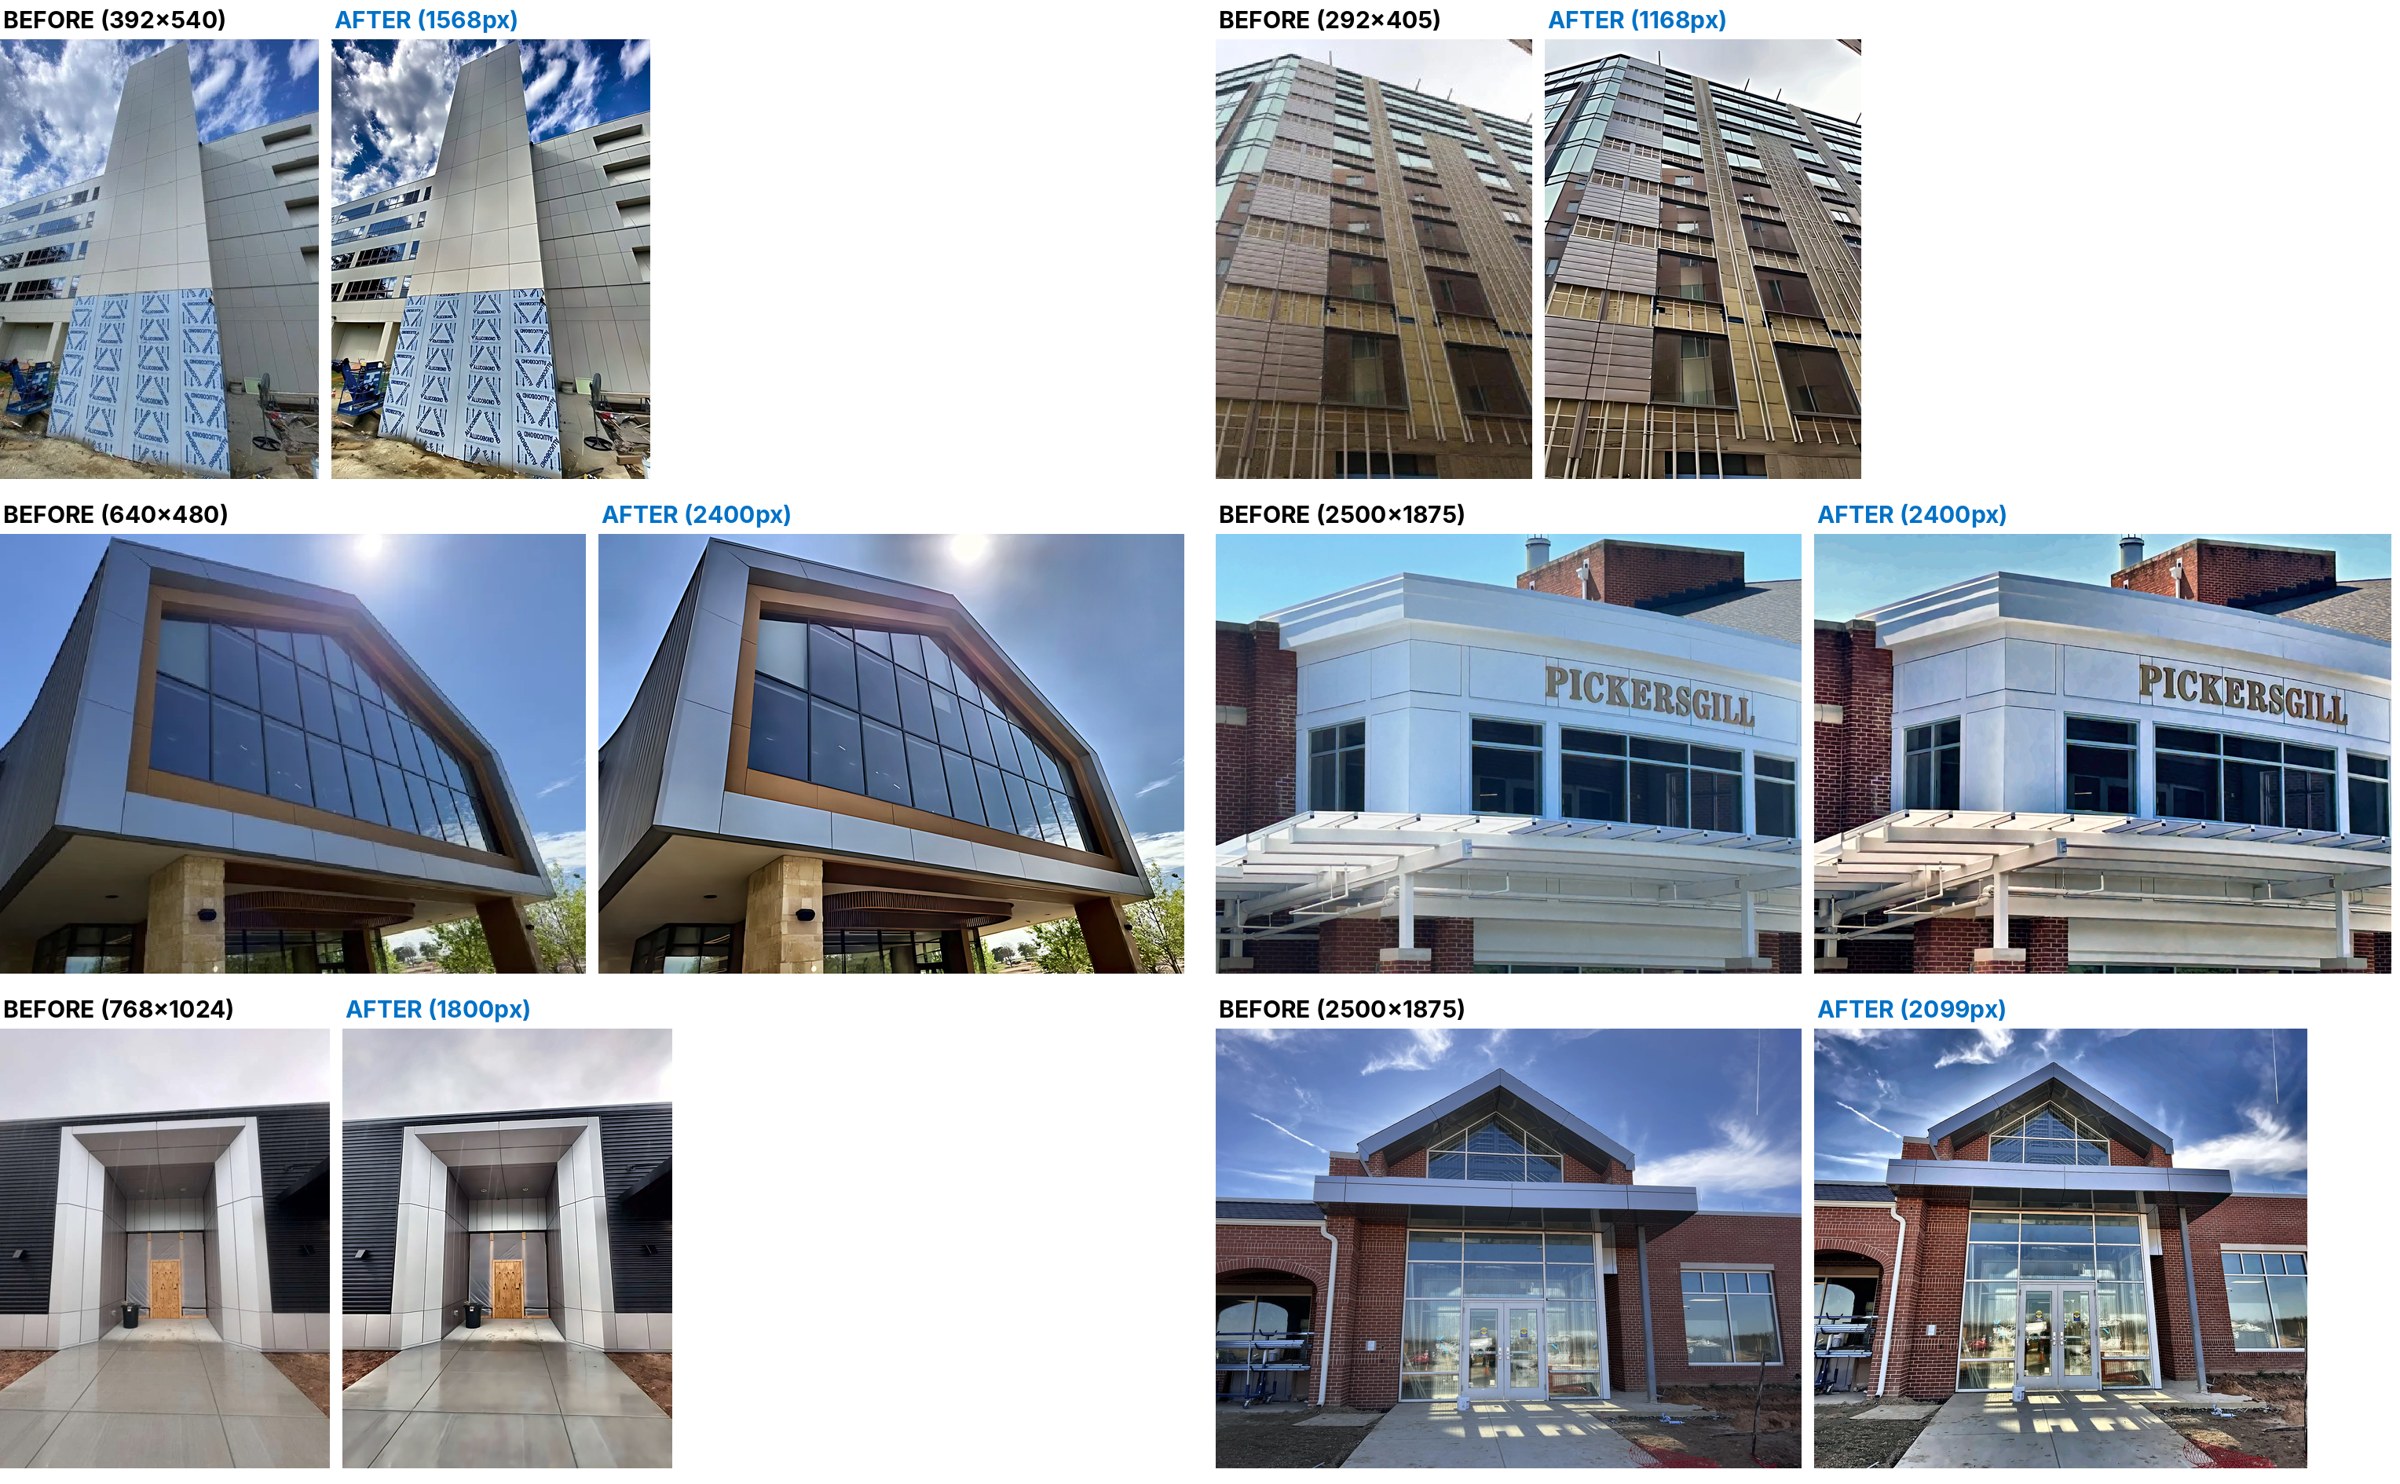 BEFORE (392×540) AFTER (1568px)
BEFORE (292×405) AFTER (1168px)
ALUCOBOND
BEFORE (640×480) AFTER (2400px)
BEFORE (2500×1875) AFTER (2400px)
PICKERSGILL
PICKERSGILL
BEFORE (768×1024) AFTER (1800px)
BEFORE (2500×1875) AFTER (2099px)